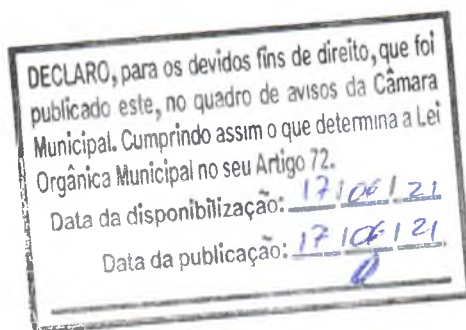 DECLARO, para os devidos fins de direito, que foi
publicado este, no quadro de avisos da Câmara
Municipal. Cumprindo assim o que determina a Lei
Orgânica Municipal no seu Artigo 72.
Data da disponibilização: 17/06/21
Data da publicação: 17/06/21